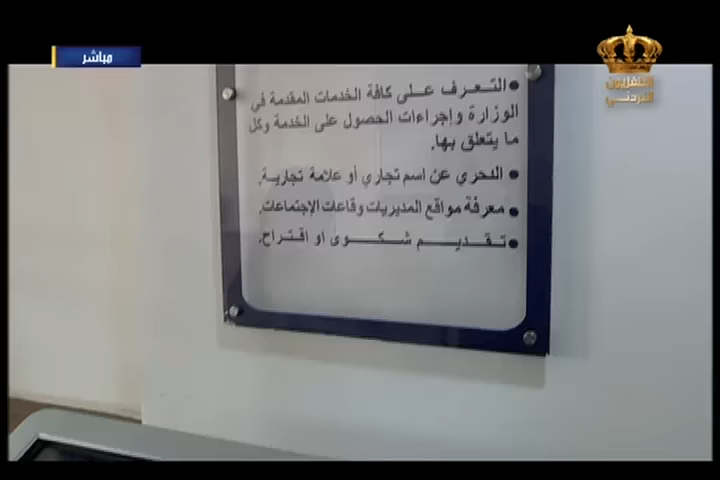 مباشر
التلفزيون
الأردني
● التعرف على كافة الخدمات المقدمة في
الوزارة وإجراءات الحصول على الخدمة وكل
ما يتعلق بها.
● التحري عن اسم تجاري أو علامة تجارية.
● معرفة مواقع المديريات وقاعات الإجتماعات.
● تقديم شكوى او اقتراح.